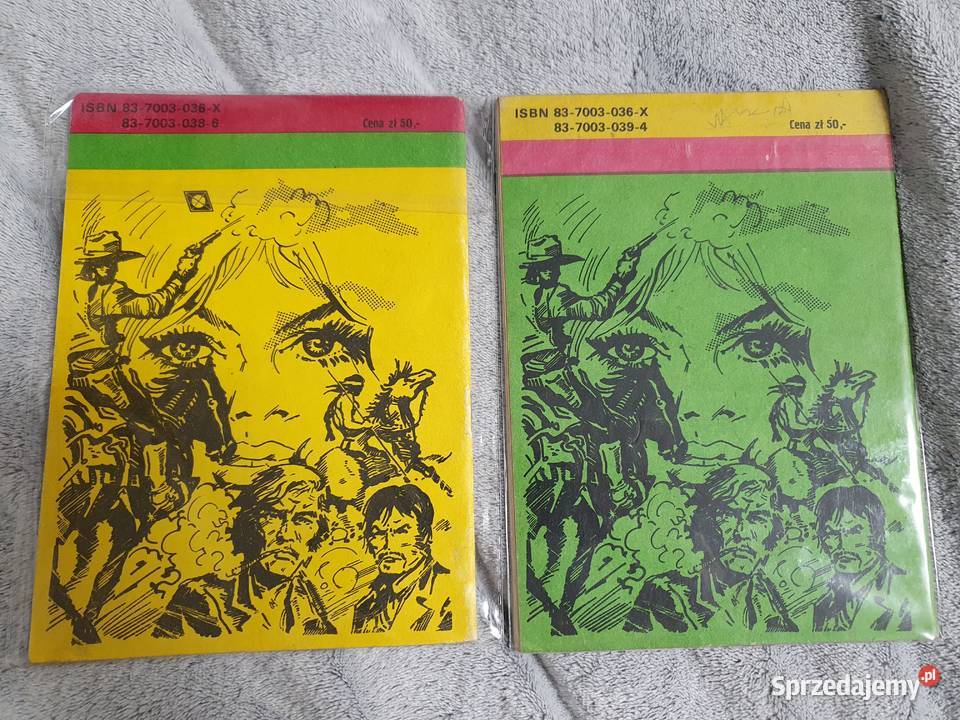 ISBN 83-7003-036-X
83-7003-038-6
Cena zł 50,-
ISBN 83-7003-036-X
83-7003-039-4
Cena zł 50,-
Sprzedajemy.pl